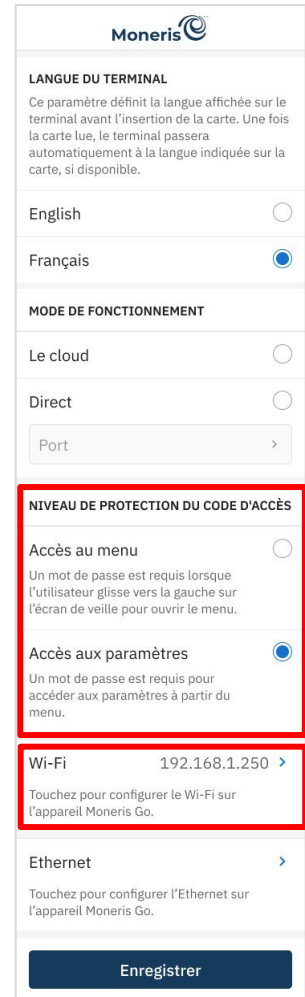 Moneris
LANGUE DU TERMINAL
Ce paramètre définit la langue affichée sur le
terminal avant l'insertion de la carte. Une fois
la carte lue, le terminal passera
automatiquement à la langue indiquée sur la
carte, si disponible.
English
Français
MODE DE FONCTIONNEMENT
Le cloud
Direct
Port
NIVEAU DE PROTECTION DU CODE D'ACCÈS
Accès au menu
Un mot de passe est requis lorsque
l'utilisateur glisse vers la gauche sur
l'écran de veille pour ouvrir le menu.
Accès aux paramètres
Un mot de passe est requis pour
accéder aux paramètres à partir du
menu.
Wi-Fi 192.168.1.250
Touchez pour configurer le Wi-Fi sur
l'appareil Moneris Go.
Ethernet
Touchez pour configurer l'Ethernet sur
l'appareil Moneris Go.
Enregistrer